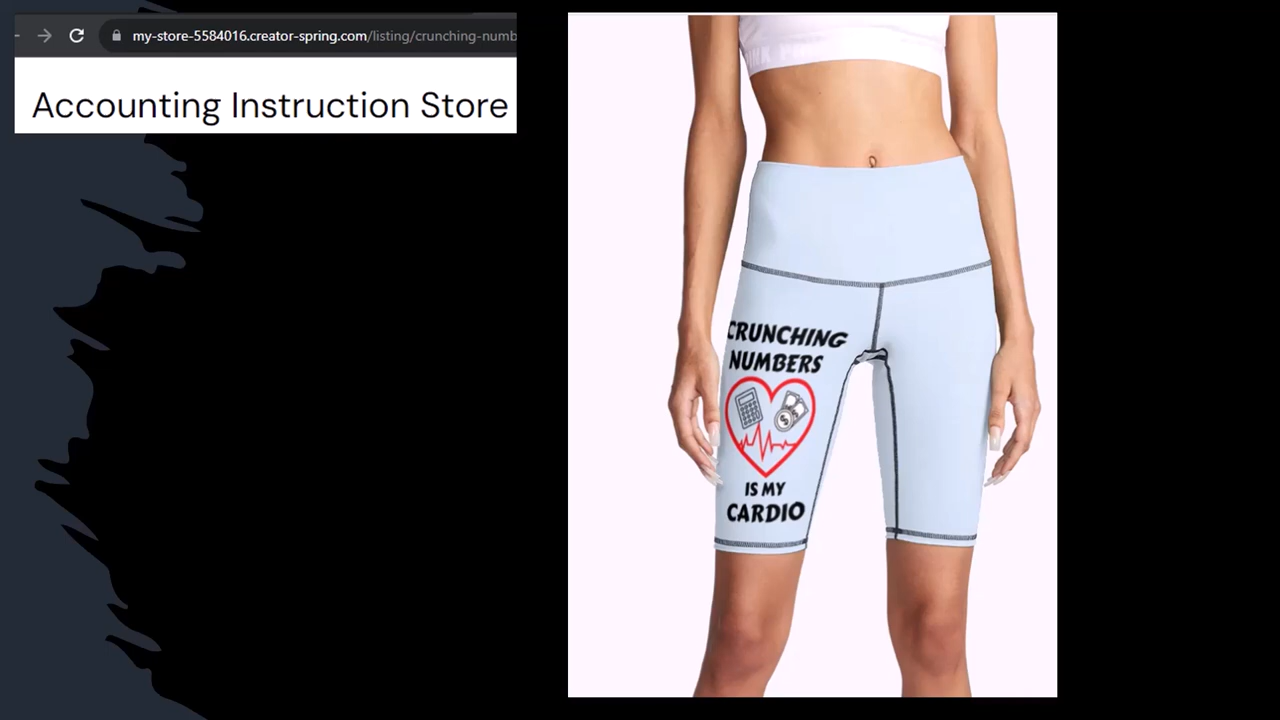 my-store-5584016.creator-spring.com/listing/crunching-numb
Accounting Instruction Store
CRUNCHING
NUMBERS
IS MY
CARDIO